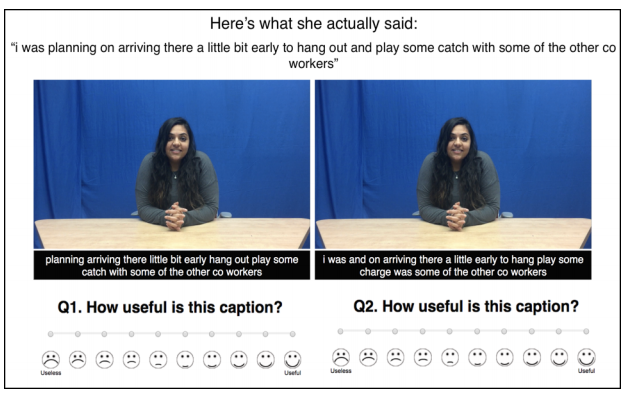 Here's what she actually said:
"i was planning on arriving there a little bit early to hang out and play some catch with some of the other co
workers"
planning arriving there little bit early hang out play some
catch with some of the other co workers
i was and on arriving there a little early to hang play some
charge was some of the other co workers
Q1. How useful is this caption?
Q2. How useful is this caption?
Useless
Useful
Useless
Useful